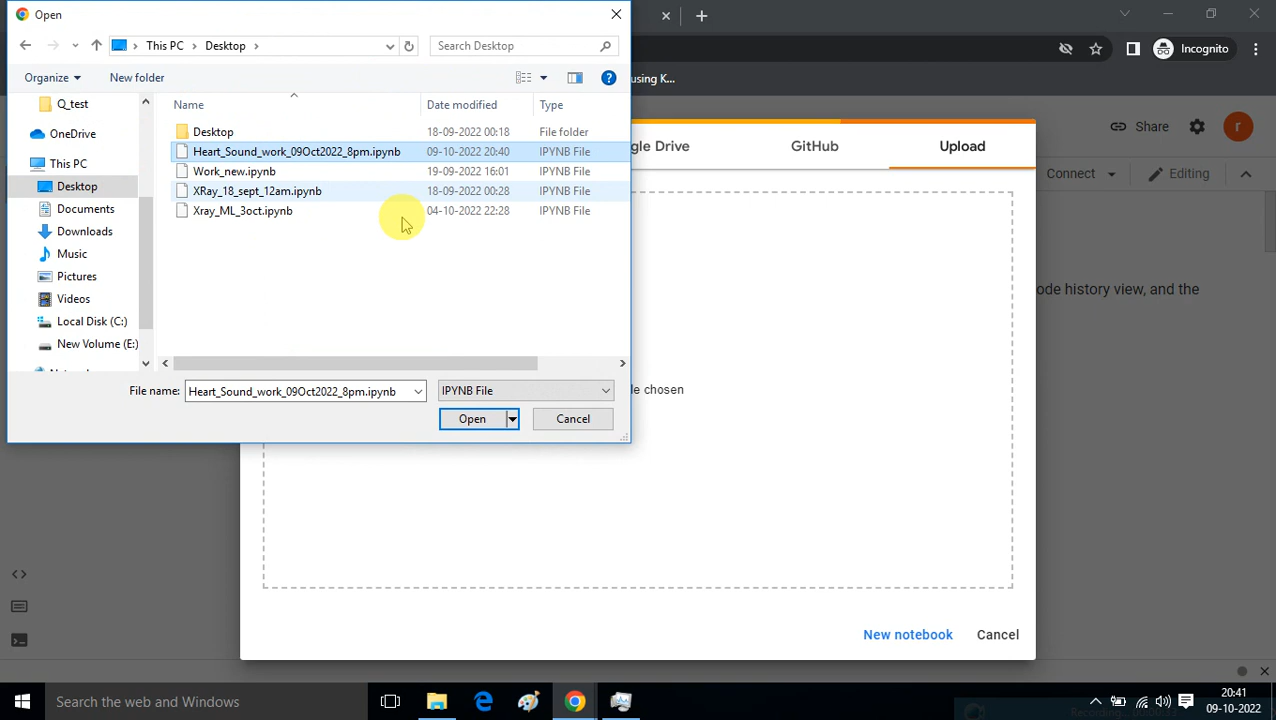 Open
This PC
Desktop
Search Desktop
Incognito
Organize
New folder
using K...
Q_test
OneDrive
This PC
Desktop
Documents
Downloads
Music
Pictures
Videos
Local Disk (C:)
New Volume (E:)
Name
Date modified
Type
Desktop
18-09-2022 00:18
File folder
Heart_Sound_work_09Oct2022_8pm.ipynb
09-10-2022 20:40
IPYNB File
Work_new.ipynb
19-09-2022 16:01
IPYNB File
XRay_18_sept_12am.ipynb
18-09-2022 00:28
IPYNB File
Xray_ML_3oct.ipynb
04-10-2022 22:28
IPYNB File
File name:
Heart_Sound_work_09Oct2022_8pm.ipynb
IPYNB File
Open
Cancel
gle Drive
GitHub
Upload
Share
r
Connect
Editing
ode history view, and the
le chosen
New notebook
Cancel
Search the web and Windows
20:41
09-10-2022